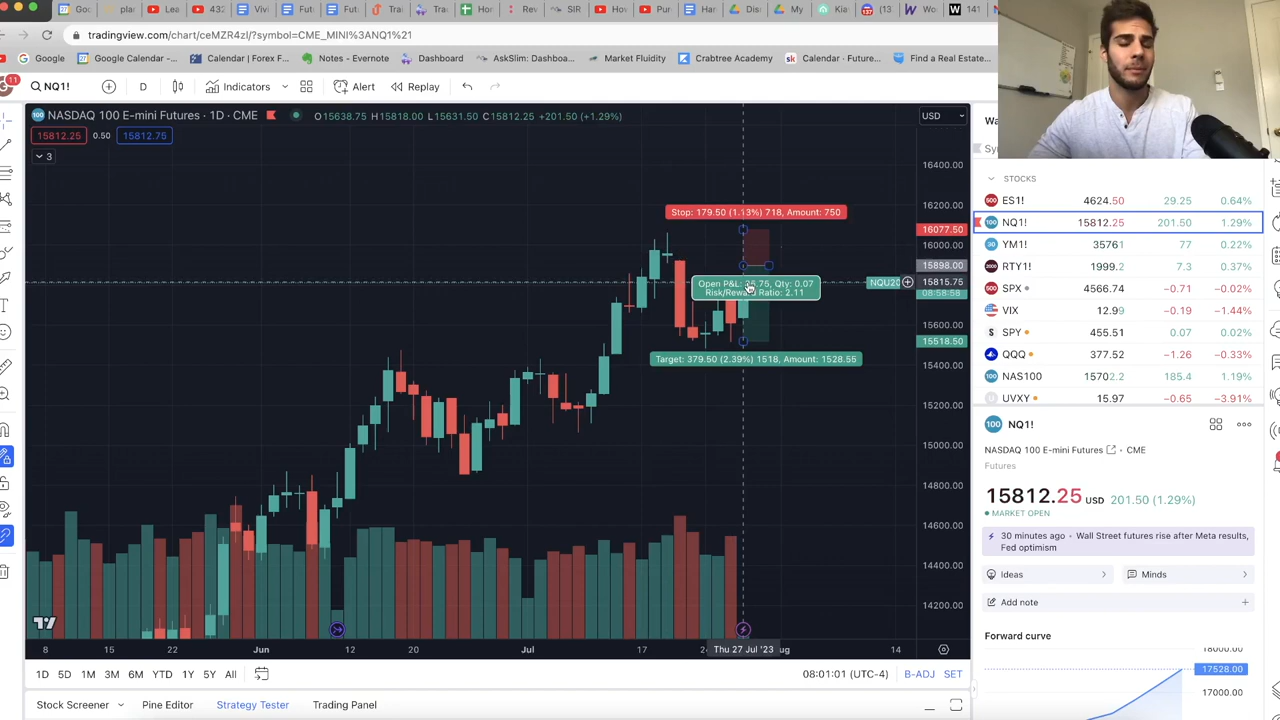 tradingview.com/chart/ceMZR4zl/?symbol=CME_MINI%3ANQ1%21
Google
Google Calendar -...
Calendar | Forex F...
Notes - Evernote
Dashboard
AskSlim: Dashboa...
Market Fluidity
Crabtree Academy
Calendar : Future...
Find a Real Estate...
11
NQ1!
D
Indicators
Alert
Replay
NASDAQ 100 E-mini Futures · 1D · CME
O15638.75 H15818.00 L15631.50 C15812.25 +201.50 (+1.29%)
USD
15812.25
0.50
15812.75
3
Stop: 179.50 (1.13%) 718, Amount: 750
Risk/Reward Ratio: 2.11
Target: 379.50 (2.39%) 1518, Amount: 1528.55
16400.00
16200.00
16077.50
16000.00
15898.00
15815.75
08:58:58
15600.00
15518.50
15400.00
15200.00
15000.00
14800.00
14600.00
14400.00
14200.00
8
15
22
Jun
12
20
Jul
17
Thu 27 Jul '23
14
1D 5D 1M 3M 6M YTD 1Y 5Y All
08:01:01 (UTC-4)
B-ADJ
SET
Stock Screener
Pine Editor
Strategy Tester
Trading Panel
STOCKS
ES1! 4624.50 29.25 0.64%
NQ1! 15812.25 201.50 1.29%
YM1! 35761 77 0.22%
RTY1! 1999.2 7.3 0.37%
SPX 4566.74 −0.71 −0.02%
VIX 12.99 −0.19 −1.44%
SPY 455.51 0.07 0.02%
QQQ 377.52 −1.26 −0.33%
NAS100 15702.2 185.4 1.19%
UVXY 15.97 −0.65 −3.91%
NQ1!
NASDAQ 100 E-mini Futures · CME
Futures
15812.25 USD 201.50 (1.29%)
MARKET OPEN
30 minutes ago · Wall Street futures rise after Meta results,
Fed optimism
Ideas
Minds
Add note
Forward curve
18000.00
17528.00
17000.00